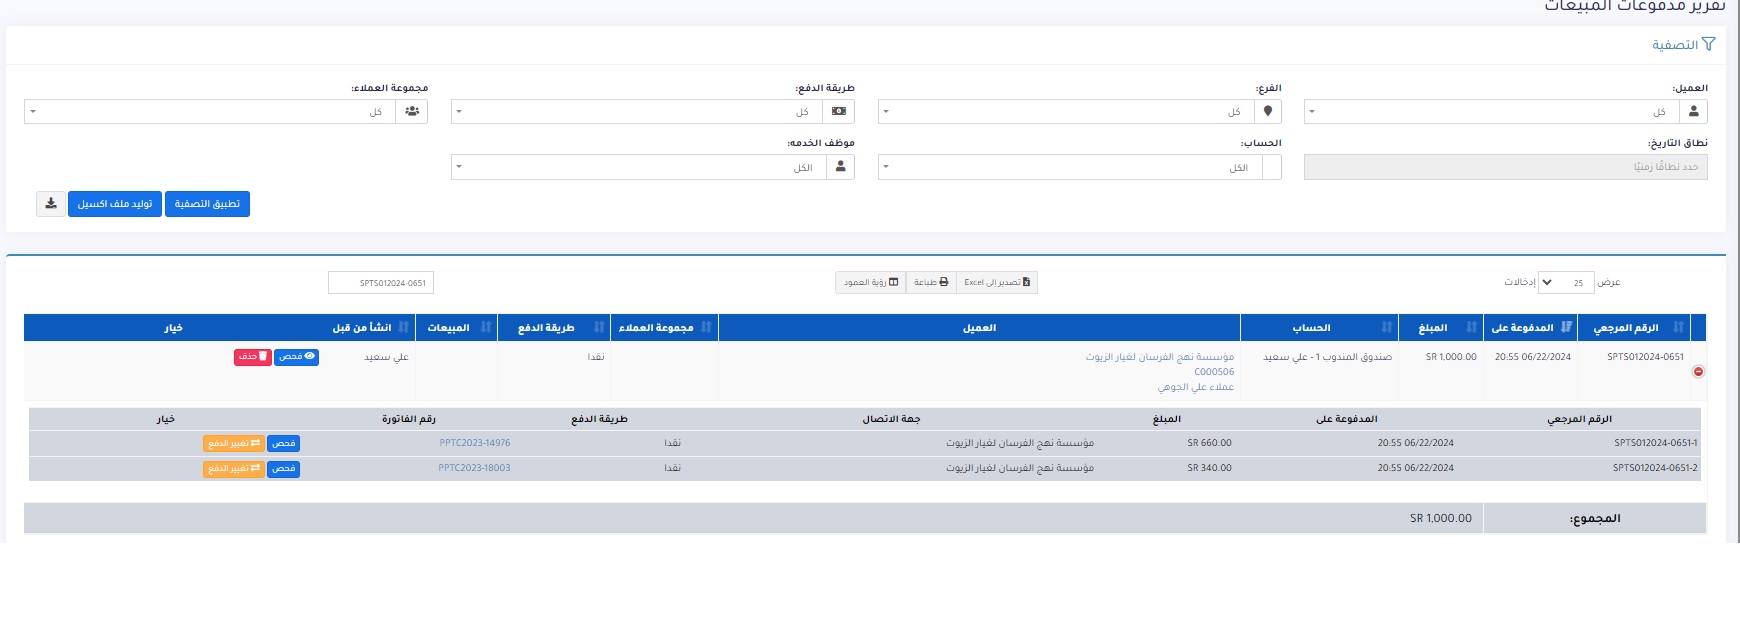 تقرير مدفوعات المبيعات
التصفية
العميل:
كل
الفرع:
كل
طريقة الدفع:
كل
مجموعة العملاء:
كل
نطاق التاريخ:
حدد نطاقًا زمنيًا
الحساب:
الكل
موظف الخدمه:
الكل
تطبيق التصفية
توليد ملف اكسيل
عرض 25 إدخالات
تصدير إلى Excel
طباعة
رؤية العمود
SPTS012024-0651
الرقم المرجعي المدفوعة على المبلغ الحساب العميل مجموعة العملاء طريقة الدفع المبيعات انشأ من قبل خيار
SPTS012024-0651 20:55 06/22/2024 SR 1,000.00 صندوق المندوب 1 - علي سعيد مؤسسة نهج الفرسان لغيار الزيوت نقدا علي سعيد فحص حذف
C000506
عملاء علي الجوهي
الرقم المرجعي المدفوعة على المبلغ جهة الاتصال طريقة الدفع رقم الفاتورة خيار
SPTS012024-0651-1 20:55 06/22/2024 SR 660.00 مؤسسة نهج الفرسان لغيار الزيوت نقدا PPTC2023-14976 فحص تغيير الدفع
SPTS012024-0651-2 20:55 06/22/2024 SR 340.00 مؤسسة نهج الفرسان لغيار الزيوت نقدا PPTC2023-18003 فحص تغيير الدفع
المجموع: SR 1,000.00